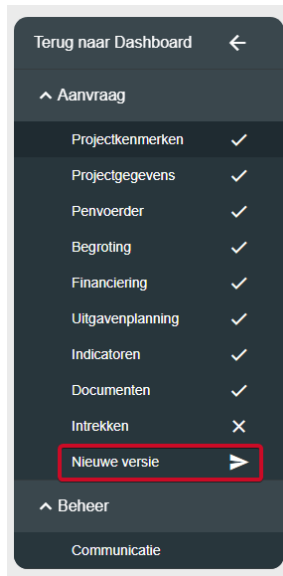 Terug naar Dashboard
Aanvraag
Projectkenmerken
Projectgegevens
Penvoerder
Begroting
Financiering
Uitgavenplanning
Indicatoren
Documenten
Intrekken
Nieuwe versie
Beheer
Communicatie